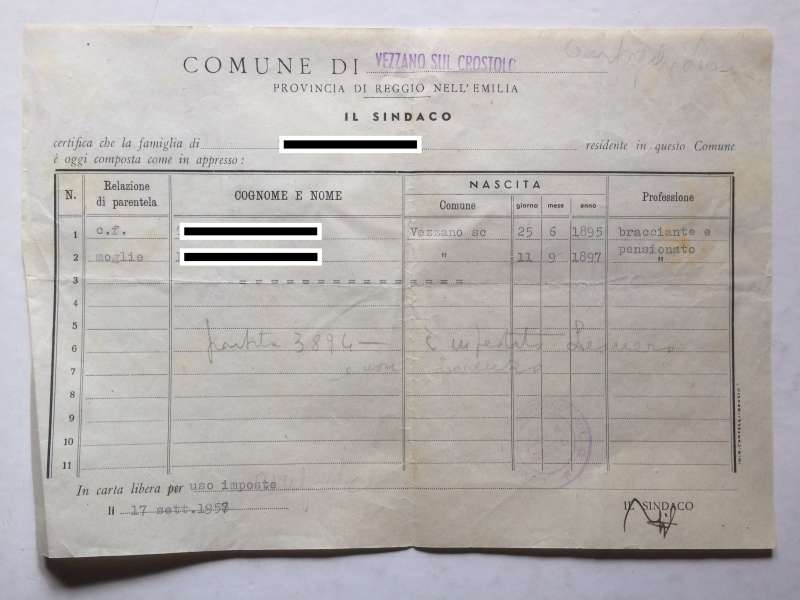 COMUNE DI VEZZANO SUL CROSTOLO
PROVINCIA DI REGGIO NELL'EMILIA
IL SINDACO
certifica che la famiglia di residente in questo Comune
è oggi composta come in appresso:
N. Relazione di parentela COGNOME E NOME NASCITA Professione
Comune giorno mese anno
1 c.f. Vezzano sc 25 6 1895 bracciante e
pensionato
2 moglie " 11 9 1897 "
3 = = = = = = = = = = = = = = = =
4
5
6 partita 3894 —
7
8
9
10
11
In carta libera per uso imposte
li 17 sett.1957
IL SINDACO